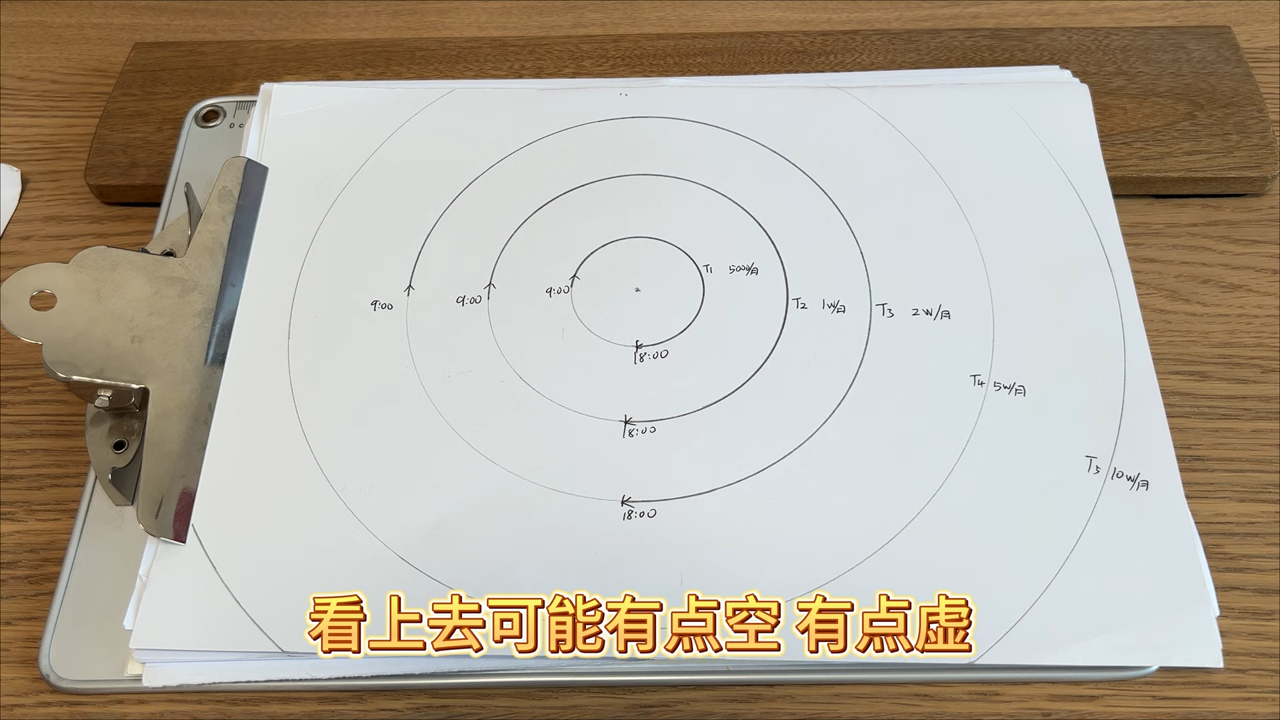 9:00
9:00
9:00
T1 5000/月
T2 1W/月
T3 2W/月
18:00
T4 5W/月
18:00
T5 10W/月
18:00
看上去可能有点空 有点虚